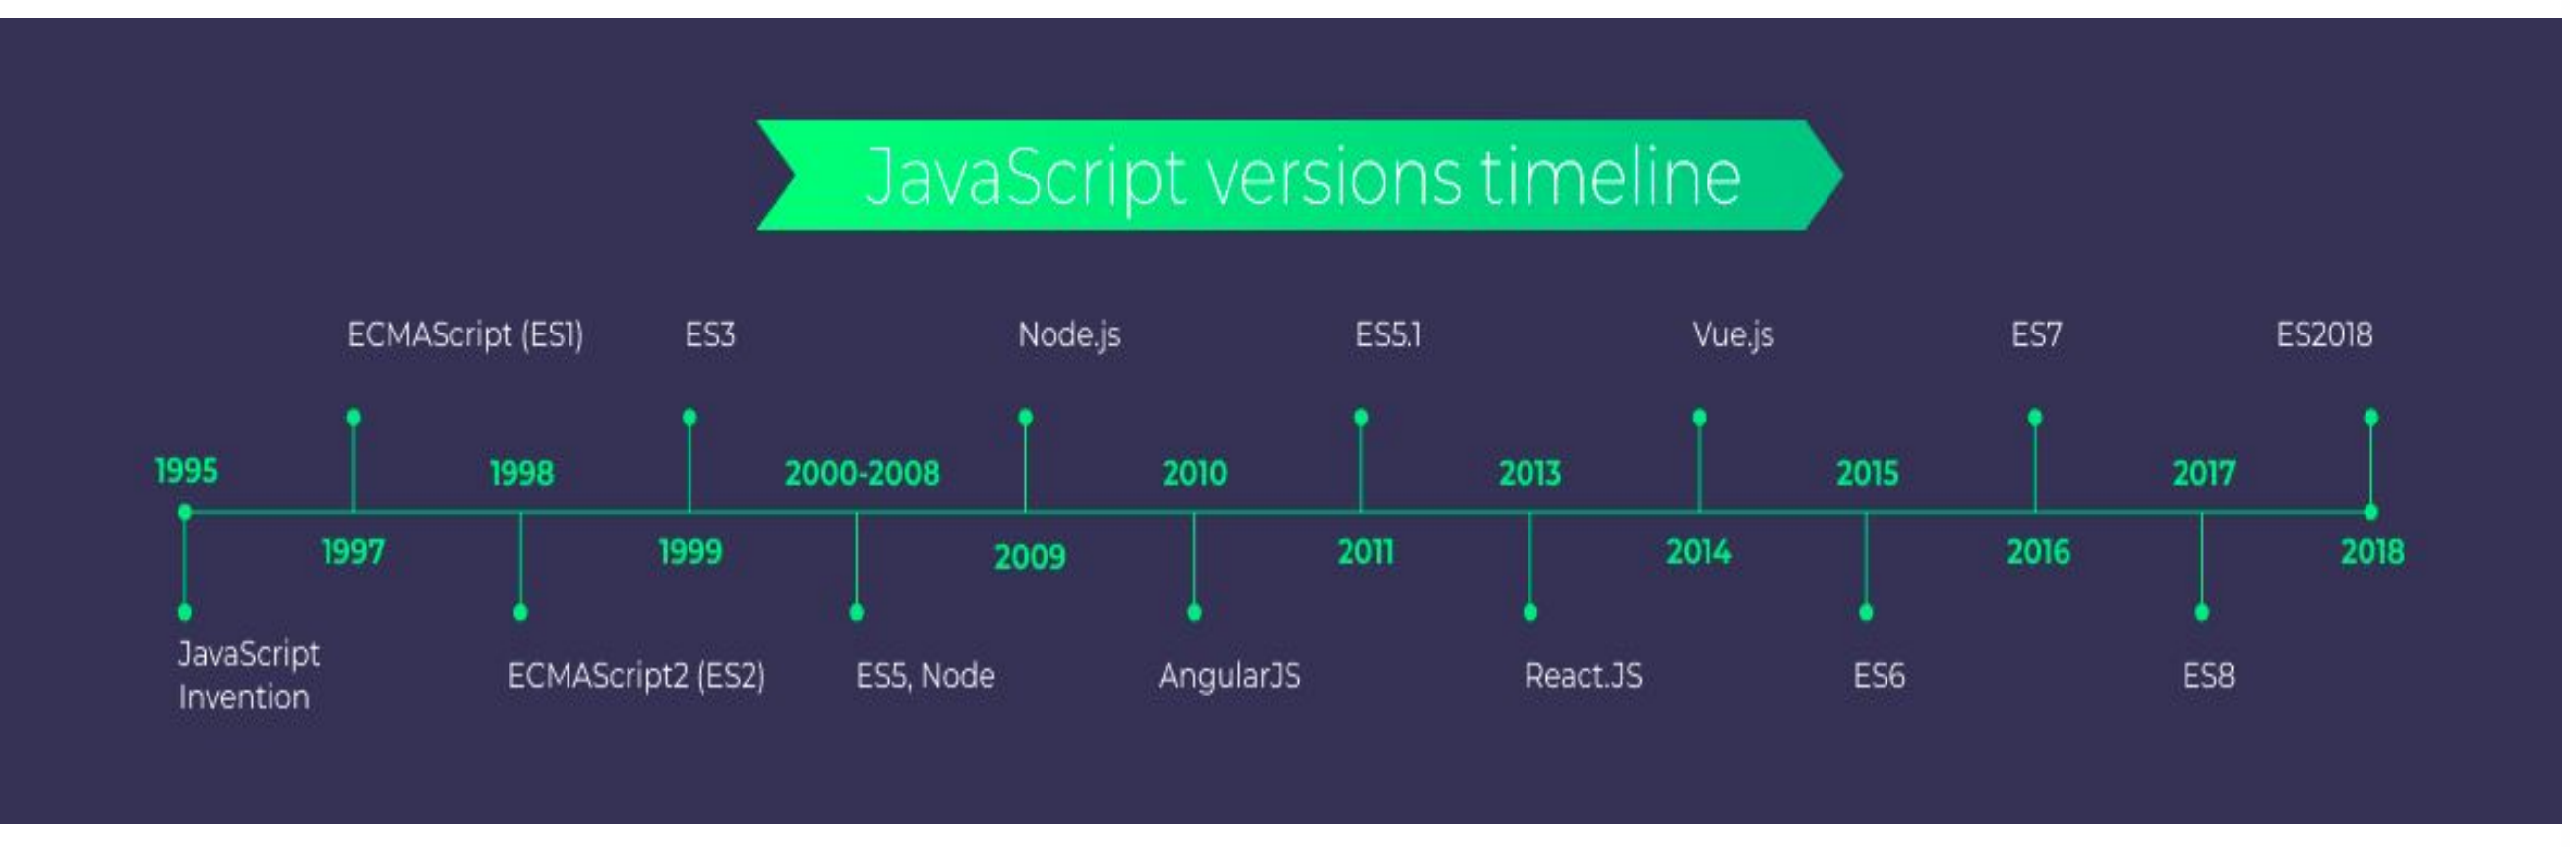 JavaScript versions timeline
ECMAScript (ES1)
ES3
Node.js
ES5.1
Vue.js
ES7
ES2018
1995
1998
2000-2008
2010
2013
2015
2017
1997
1999
2009
2011
2014
2016
2018
JavaScript
Invention
ECMAScript2 (ES2)
ES5, Node
AngularJS
React.JS
ES6
ES8